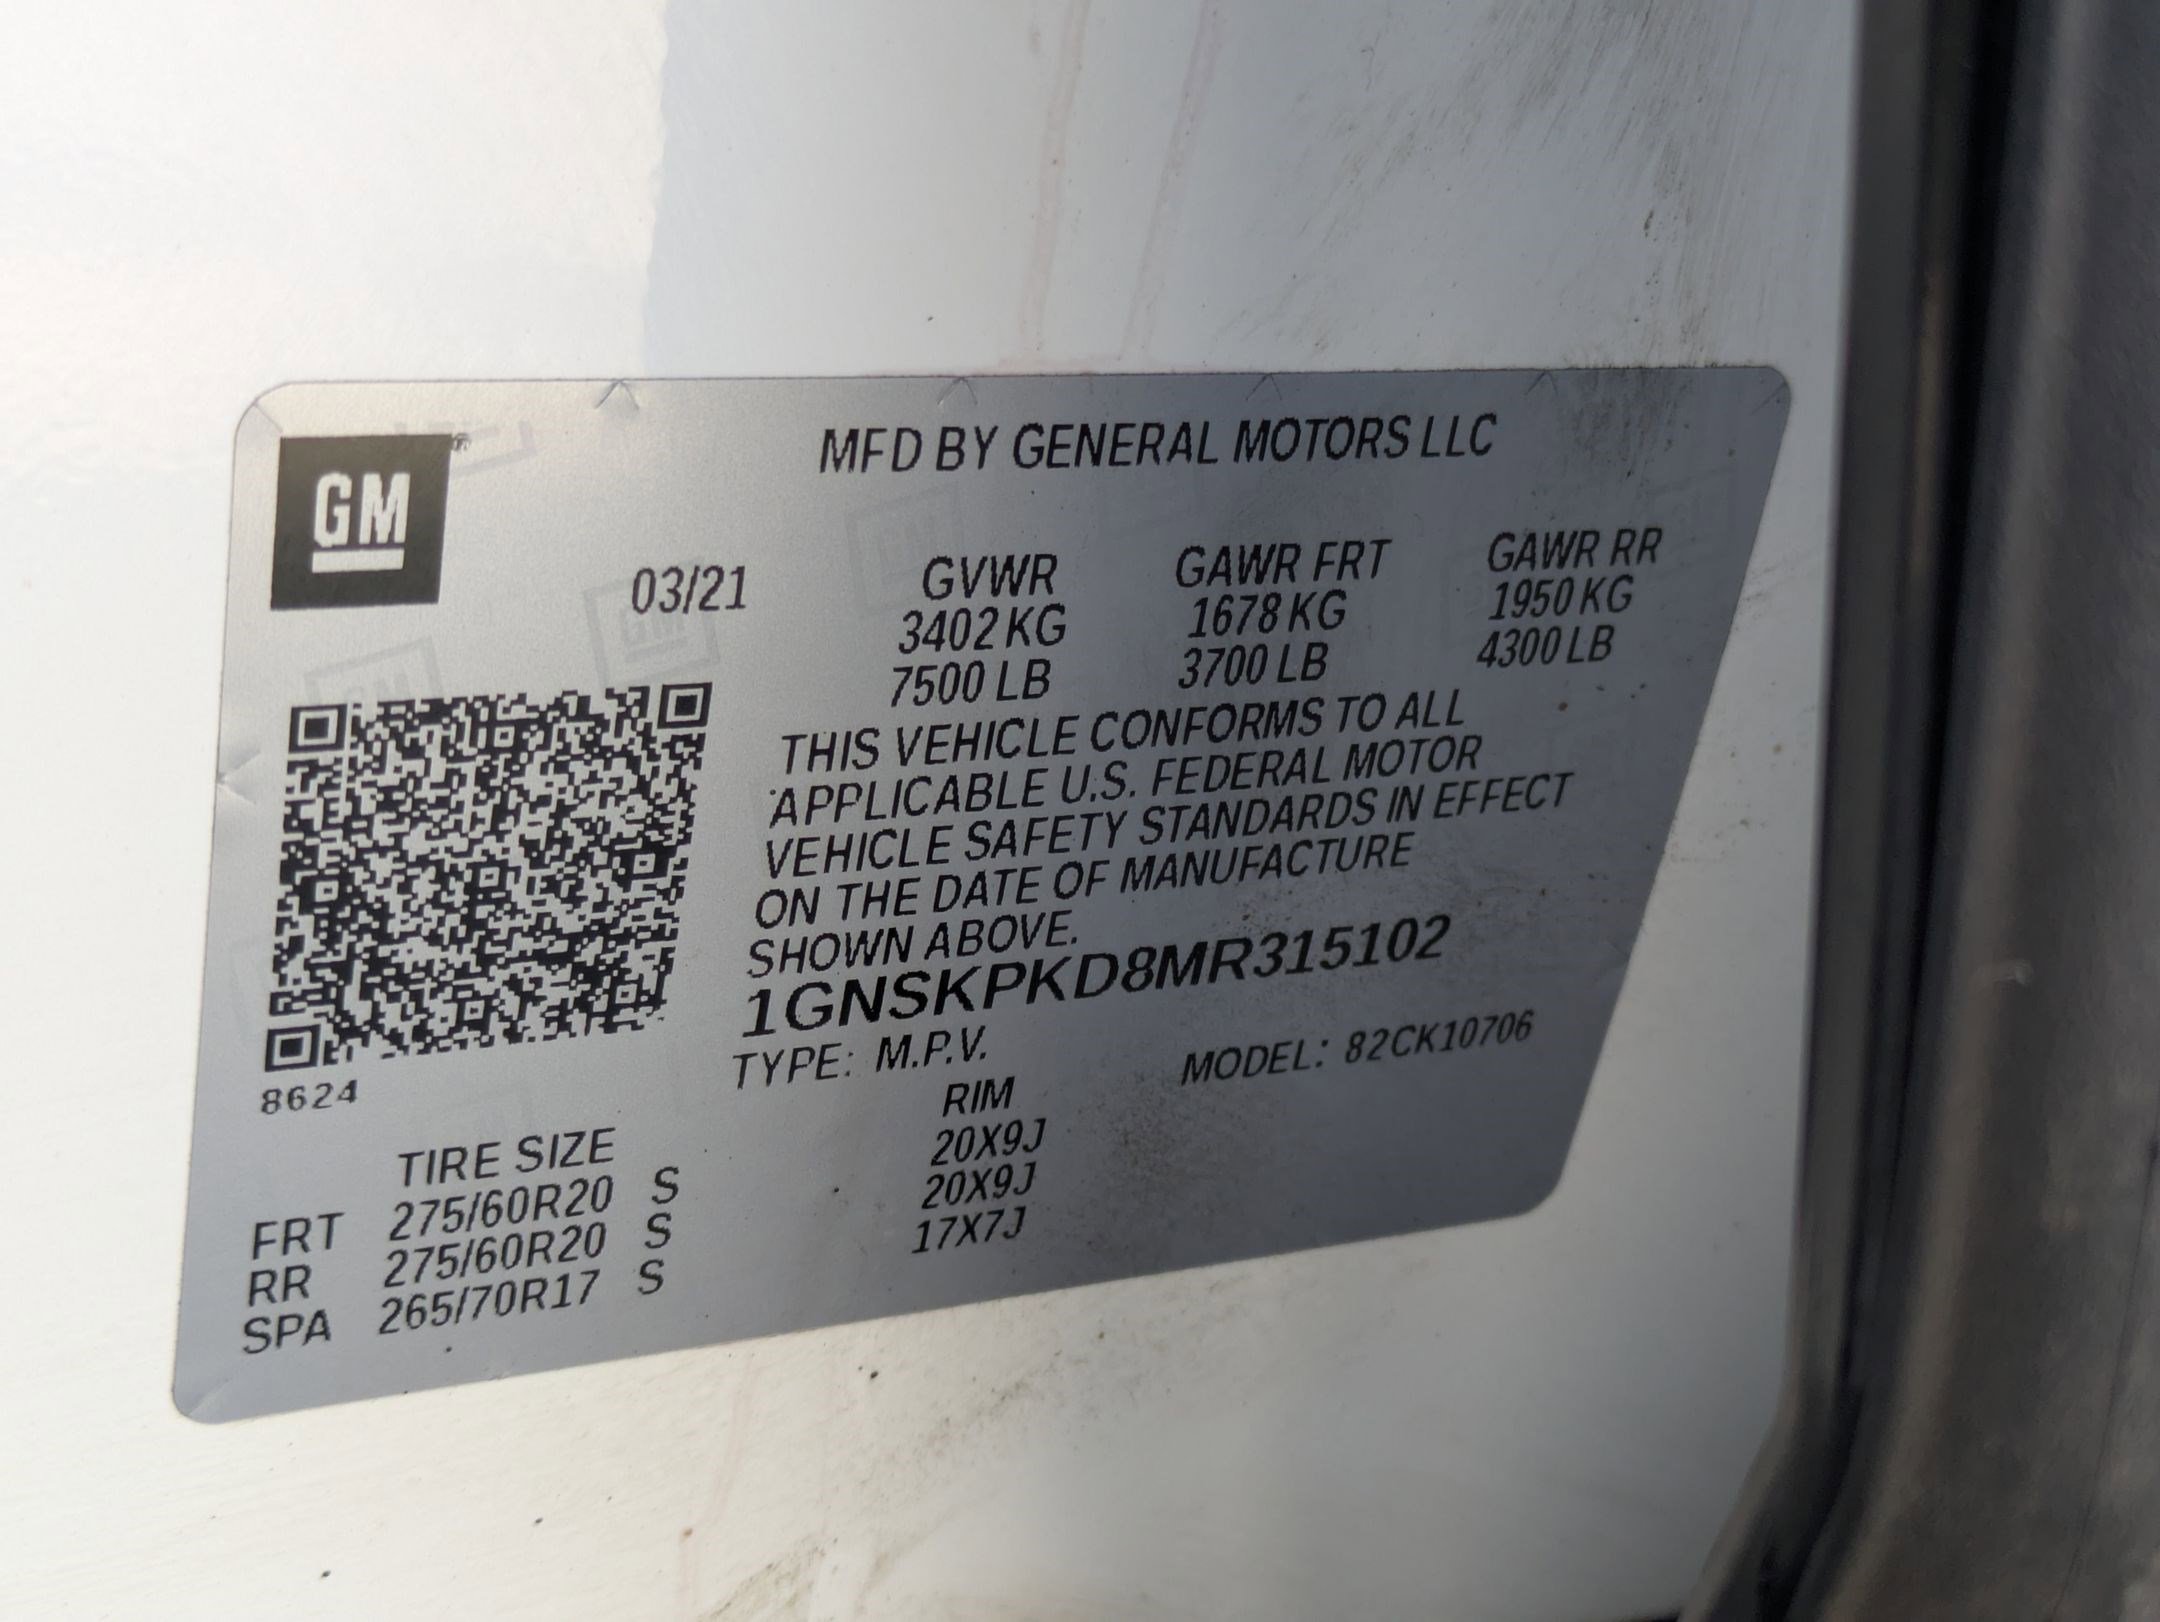 GM
MFD BY GENERAL MOTORS LLC
03/21 GVWR GAWR FRT GAWR RR
3402 KG 1678 KG 1950 KG
7500 LB 3700 LB 4300 LB
THIS VEHICLE CONFORMS TO ALL
APPLICABLE U.S. FEDERAL MOTOR
VEHICLE SAFETY STANDARDS IN EFFECT
ON THE DATE OF MANUFACTURE
SHOWN ABOVE.
1GNSKPKD8MR315102
TYPE: M.P.V. MODEL: 82CK10706
8624
TIRE SIZE RIM
FRT 275/60R20 S 20X9J
RR 275/60R20 S 20X9J
SPA 265/70R17 S 17X7J